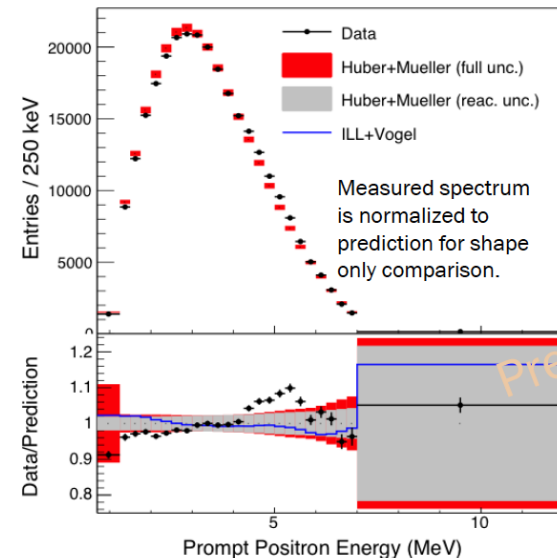 20000
15000
10000
5000
0
Entries / 250 keV
Data
Huber+Mueller (full unc.)
Huber+Mueller (reac. unc.)
ILL+Vogel
Measured spectrum
is normalized to
prediction for shape
only comparison.
Pre
1.2
1.1
1
0.9
0.8
Data/Prediction
5
10
Prompt Positron Energy (MeV)